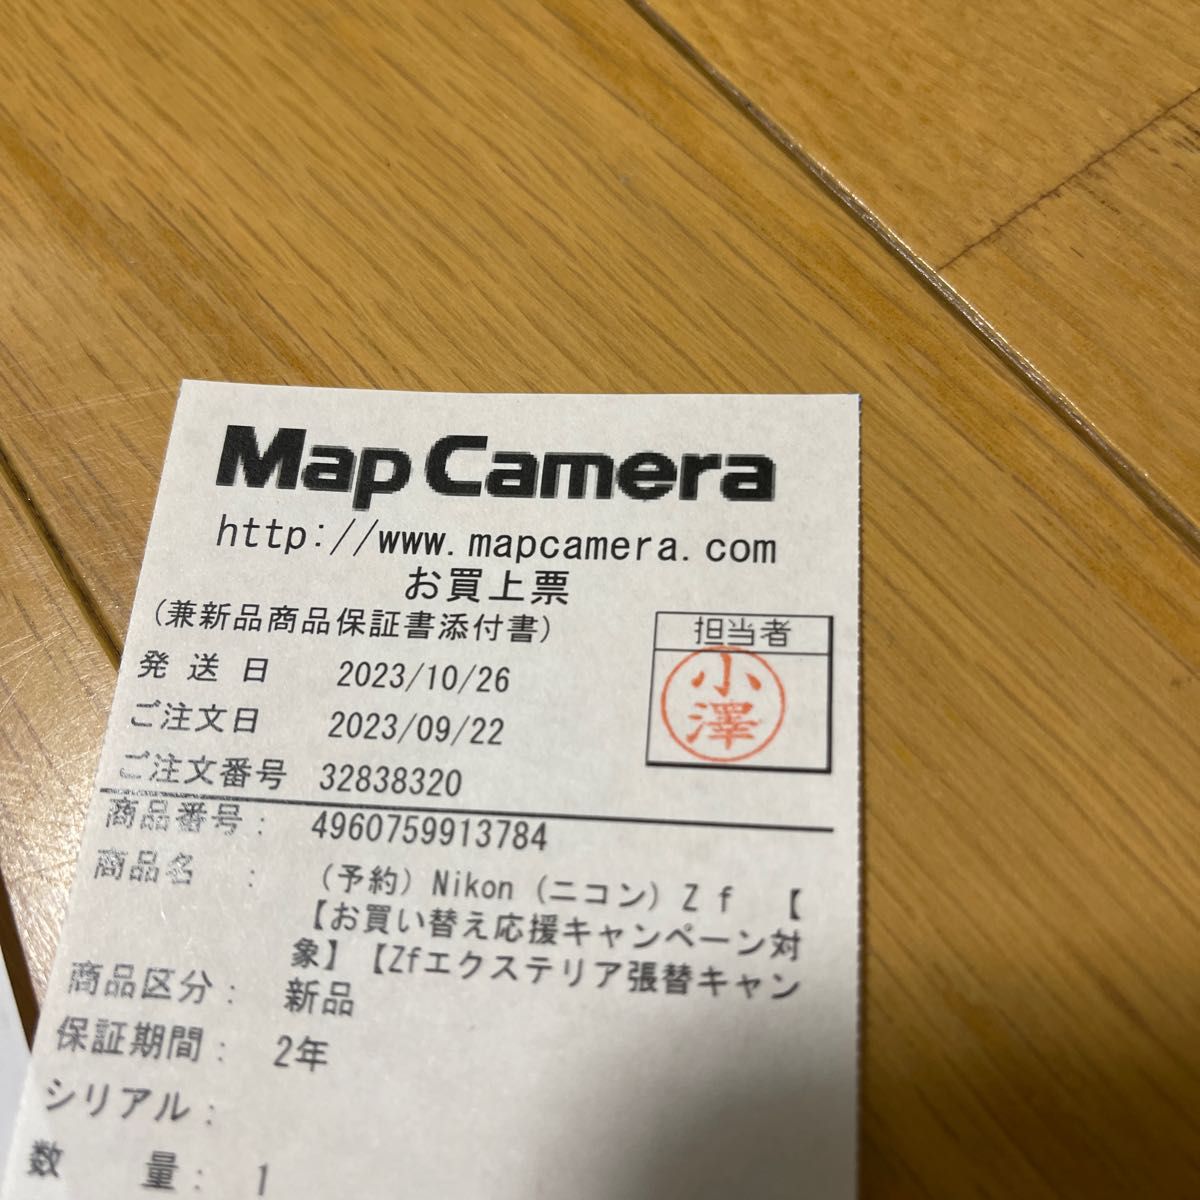 Map Camera
http://www.mapcamera.com
お買上票
(兼新品商品保証書添付書)
担当者
小澤
発送日 2023/10/26
ご注文日 2023/09/22
ご注文番号 32838320
商品番号: 4960759913784
商品名 : (予約) Nikon (ニコン) Z f 【
【お買い替え応援キャンペーン対
象】【Zfエクステリア張替キャン
商品区分: 新品
保証期間: 2年
シリアル:
数量: 1